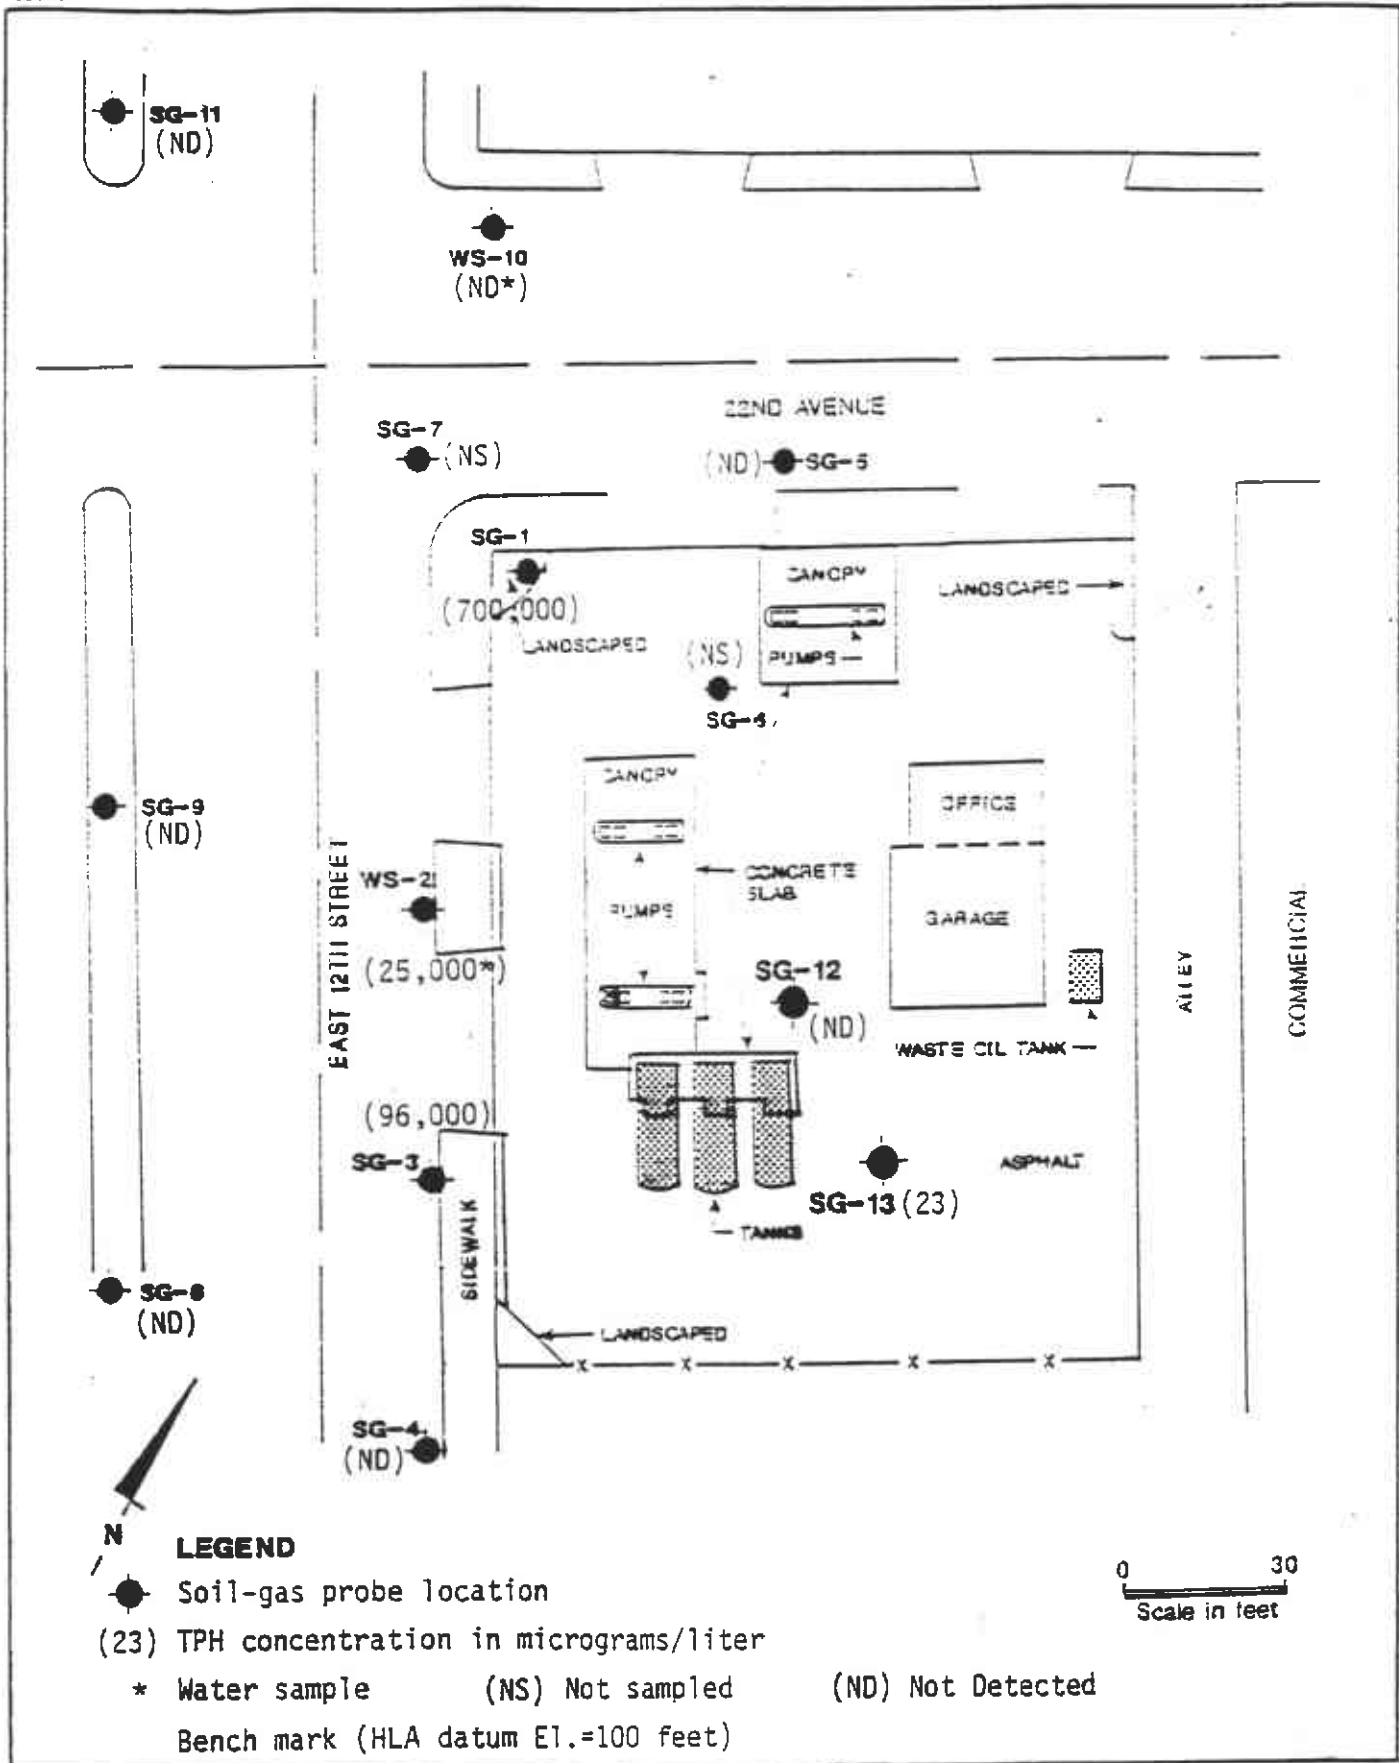 SG-11
(ND)
WS-10
(ND*)
22ND AVENUE
SG-7
(NS)
(ND)
SG-5
SG-1
(700,000)
LANDSCAPED
CANOPY
PUMPS
LANDSCAPED
(NS)
CANOPY
OFFICE
SG-9
(ND)
EAST 12TH STREET
WS-2
(25,000*)
PUMPS
CONCRETE
SLAB
GARAGE
SG-12
(ND)
WASTE OIL TANK
ALLEY
COMMERCIAL
(96,000)
SG-3
SIDEWALK
SG-13 (23)
ASPHALT
TANKS
SG-8
(ND)
LANDSCAPED
x x x x x
SG-4
(ND)
N
LEGEND
Soil-gas probe location
(23) TPH concentration in micrograms/liter
* Water sample (NS) Not sampled (ND) Not Detected
Bench mark (HLA datum El.=100 feet)
0 30
Scale in feet